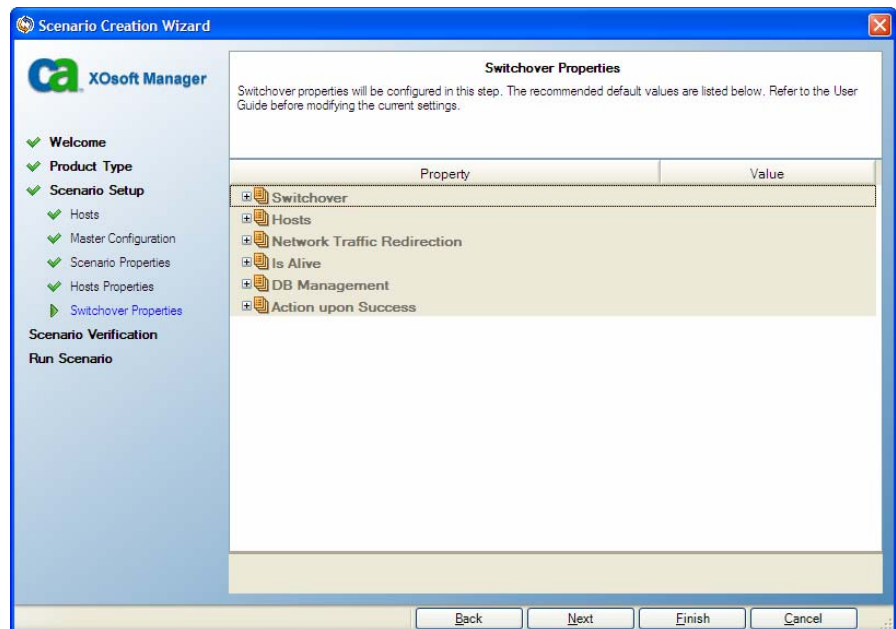 Scenario Creation Wizard
ca XOsoft Manager
Welcome
Product Type
Scenario Setup
Hosts
Master Configuration
Scenario Properties
Hosts Properties
Switchover Properties
Scenario Verification
Run Scenario
Switchover Properties
Switchover properties will be configured in this step. The recommended default values are listed below. Refer to the User
Guide before modifying the current settings.
Property Value
Switchover
Hosts
Network Traffic Redirection
Is Alive
DB Management
Action upon Success
Back Next Finish Cancel